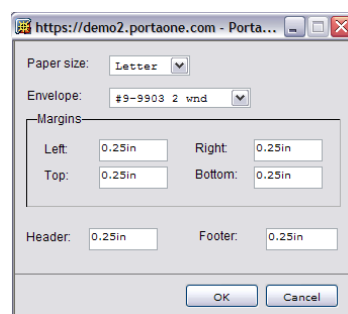 https://demo2.portaone.com - Porta...
Paper size: Letter
Envelope: #9-9903 2 wnd
Margins
Left: 0.25in Right: 0.25in
Top: 0.25in Bottom: 0.25in
Header: 0.25in Footer: 0.25in
OK Cancel